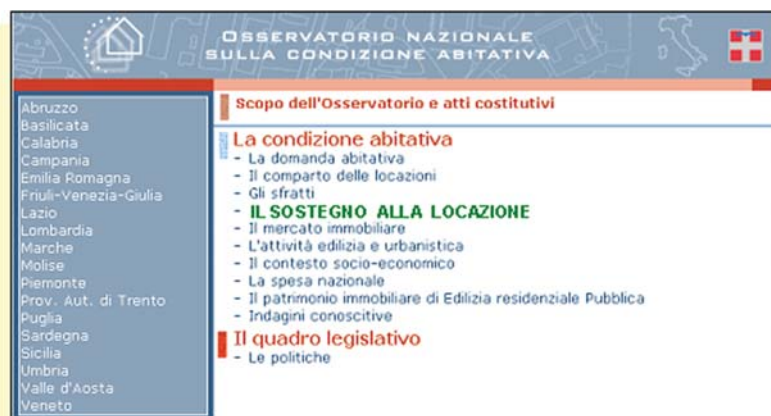 OSSERVATORIO NAZIONALE
SULLA CONDIZIONE ABITATIVA
Abruzzo
Basilicata
Calabria
Campania
Emilia Romagna
Friuli-Venezia-Giulia
Lazio
Lombardia
Marche
Molise
Piemonte
Prov. Aut. di Trento
Puglia
Sardegna
Sicilia
Umbria
Valle d'Aosta
Veneto
Scopo dell'Osservatorio e atti costitutivi
La condizione abitativa
- La domanda abitativa
- Il comparto delle locazioni
- Gli sfratti
- IL SOSTEGNO ALLA LOCAZIONE
- Il mercato immobiliare
- L'attività edilizia e urbanistica
- Il contesto socio-economico
- La spesa nazionale
- Il patrimonio immobiliare di Edilizia residenziale Pubblica
- Indagini conoscitive
Il quadro legislativo
- Le politiche